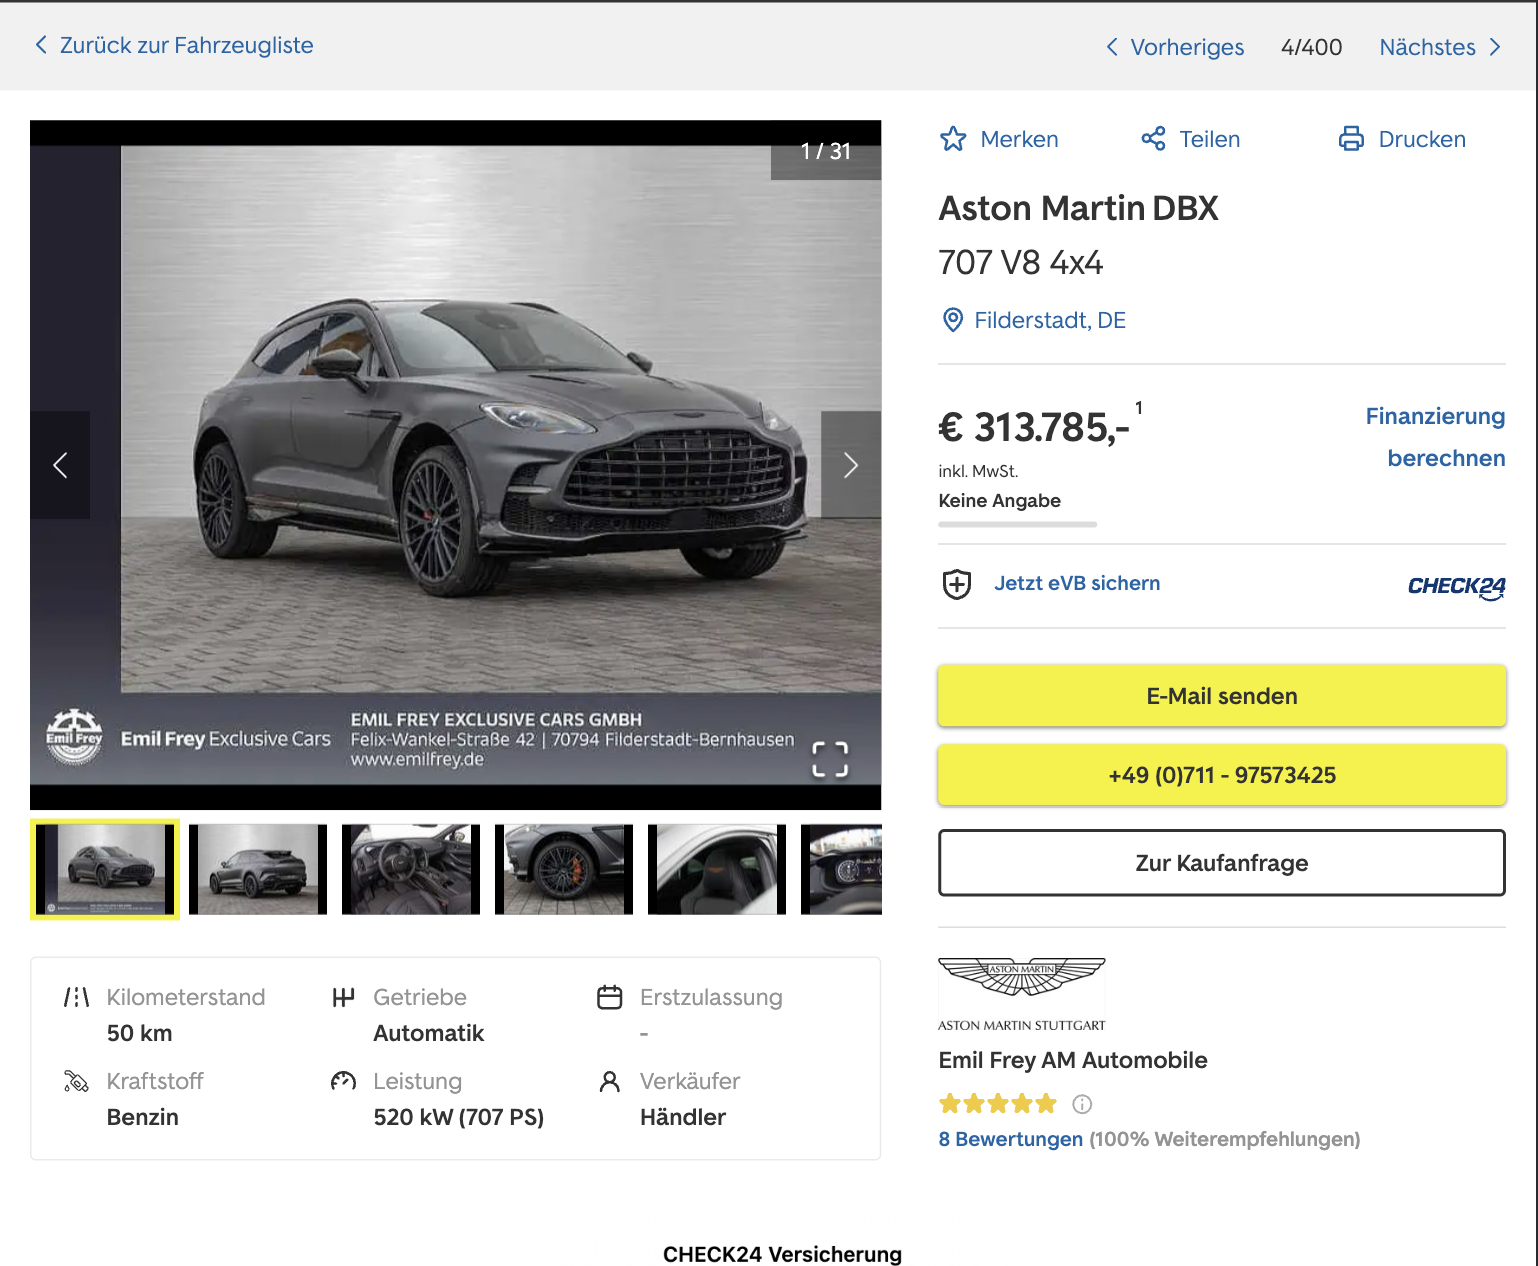 Zurück zur Fahrzeugliste
Vorheriges 4/400 Nächstes
1 / 31
Emil Frey
Emil Frey Exclusive Cars
EMIL FREY EXCLUSIVE CARS GMBH
Felix-Wankel-Straße 42 | 70794 Filderstadt-Bernhausen
www.emilfrey.de
Kilometerstand
50 km
Getriebe
Automatik
Erstzulassung
-
Kraftstoff
Benzin
Leistung
520 kW (707 PS)
Verkäufer
Händler
Merken Teilen Drucken
Aston Martin DBX
707 V8 4x4
Filderstadt, DE
€ 313.785,- 1
inkl. MwSt.
Keine Angabe
Finanzierung
berechnen
Jetzt eVB sichern CHECK24
E-Mail senden
+49 (0)711 - 97573425
Zur Kaufanfrage
ASTON MARTIN
ASTON MARTIN STUTTGART
Emil Frey AM Automobile
8 Bewertungen (100% Weiterempfehlungen)
CHECK24 Versicherung